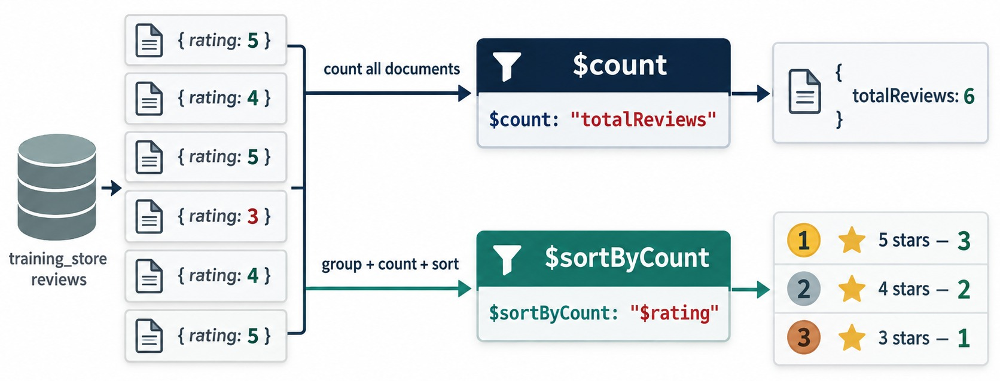 training_store
reviews
{ rating: 5 }
{ rating: 4 }
{ rating: 5 }
{ rating: 3 }
{ rating: 4 }
{ rating: 5 }
count all documents
$count
$count: "totalReviews"
{
totalReviews: 6
}
group + count + sort
$sortByCount
$sortByCount: "$rating"
1 5 stars – 3
2 4 stars – 2
3 3 stars – 1